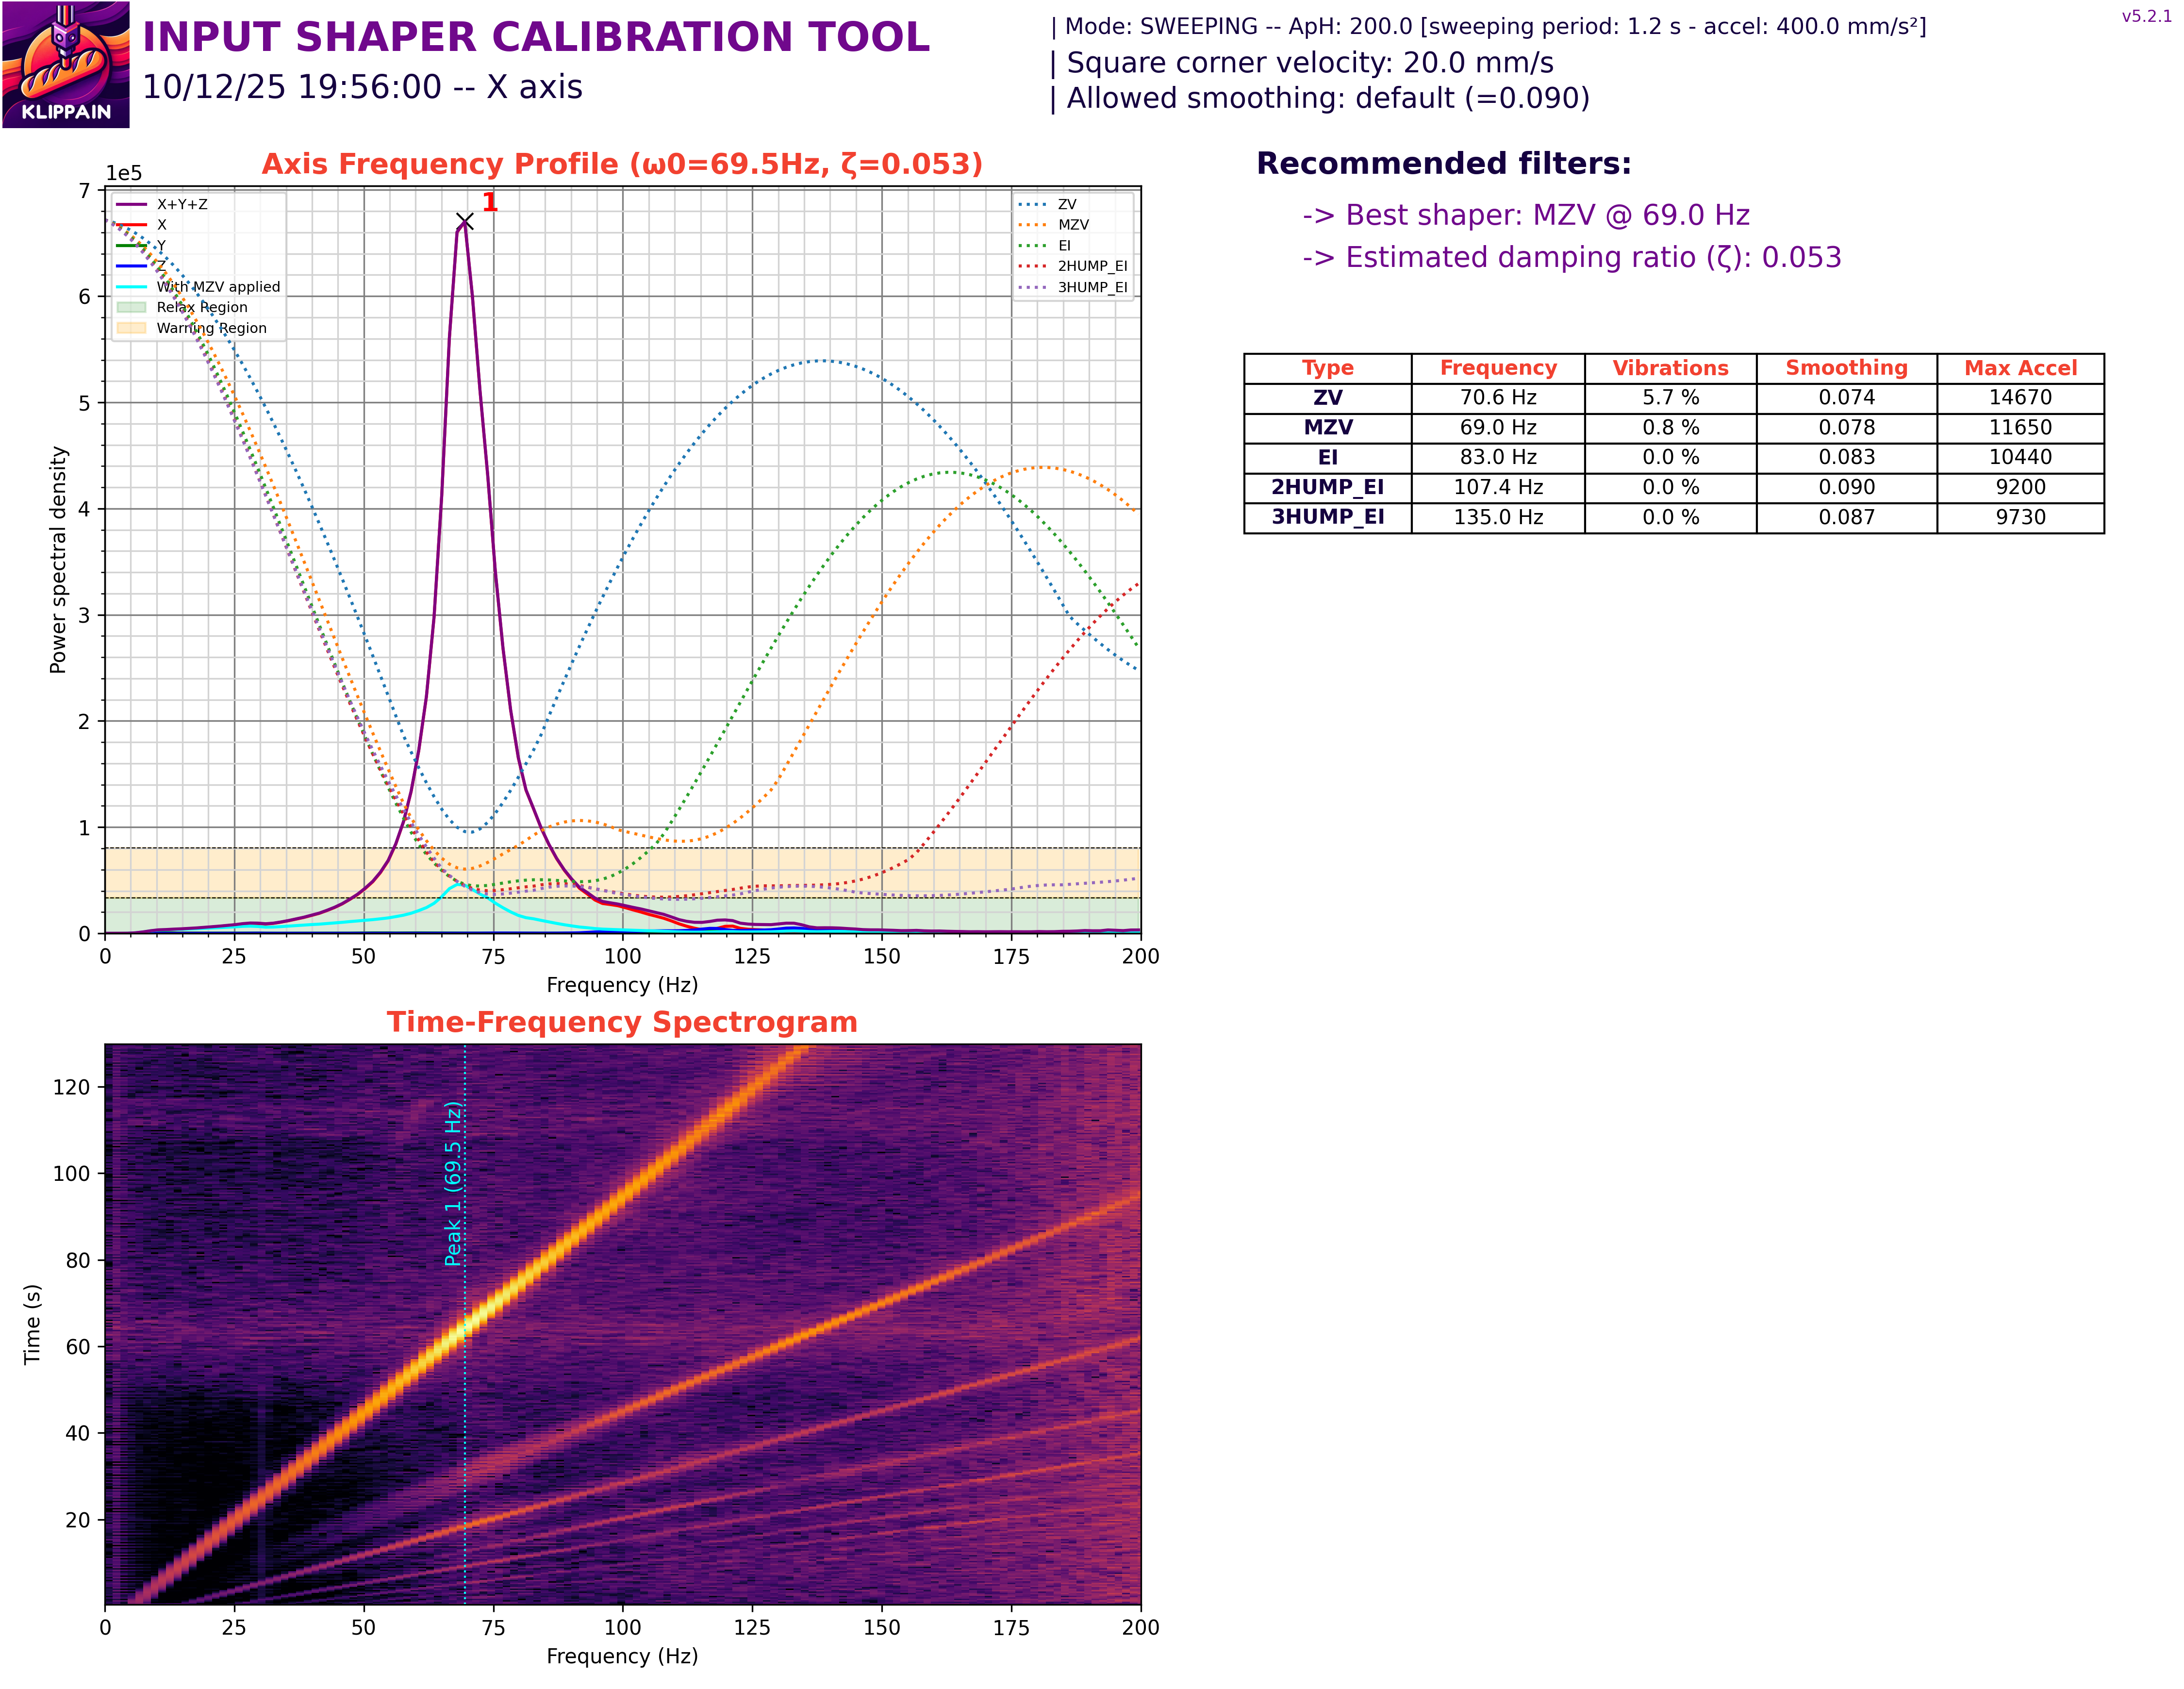 KLIPPAIN
INPUT SHAPER CALIBRATION TOOL
10/12/25 19:56:00 -- X axis
| Mode: SWEEPING -- ApH: 200.0 [sweeping period: 1.2 s - accel: 400.0 mm/s²]
| Square corner velocity: 20.0 mm/s
| Allowed smoothing: default (=0.090)
v5.2.1
Axis Frequency Profile (ω0=69.5Hz, ζ=0.053)
1e5
7
6
5
4
3
2
1
0
Power spectral density
X+Y+Z
X
Y
Z
With MZV applied
Relax Region
Warning Region
1
ZV
MZV
EI
2HUMP_EI
3HUMP_EI
0 25 50 75 100 125 150 175 200
Frequency (Hz)
Recommended filters:
-> Best shaper: MZV @ 69.0 Hz
-> Estimated damping ratio (ζ): 0.053
Type Frequency Vibrations Smoothing Max Accel
ZV 70.6 Hz 5.7 % 0.074 14670
MZV 69.0 Hz 0.8 % 0.078 11650
EI 83.0 Hz 0.0 % 0.083 10440
2HUMP_EI 107.4 Hz 0.0 % 0.090 9200
3HUMP_EI 135.0 Hz 0.0 % 0.087 9730
Time-Frequency Spectrogram
120
100
80
60
40
20
Time (s)
Peak 1 (69.5 Hz)
0 25 50 75 100 125 150 175 200
Frequency (Hz)